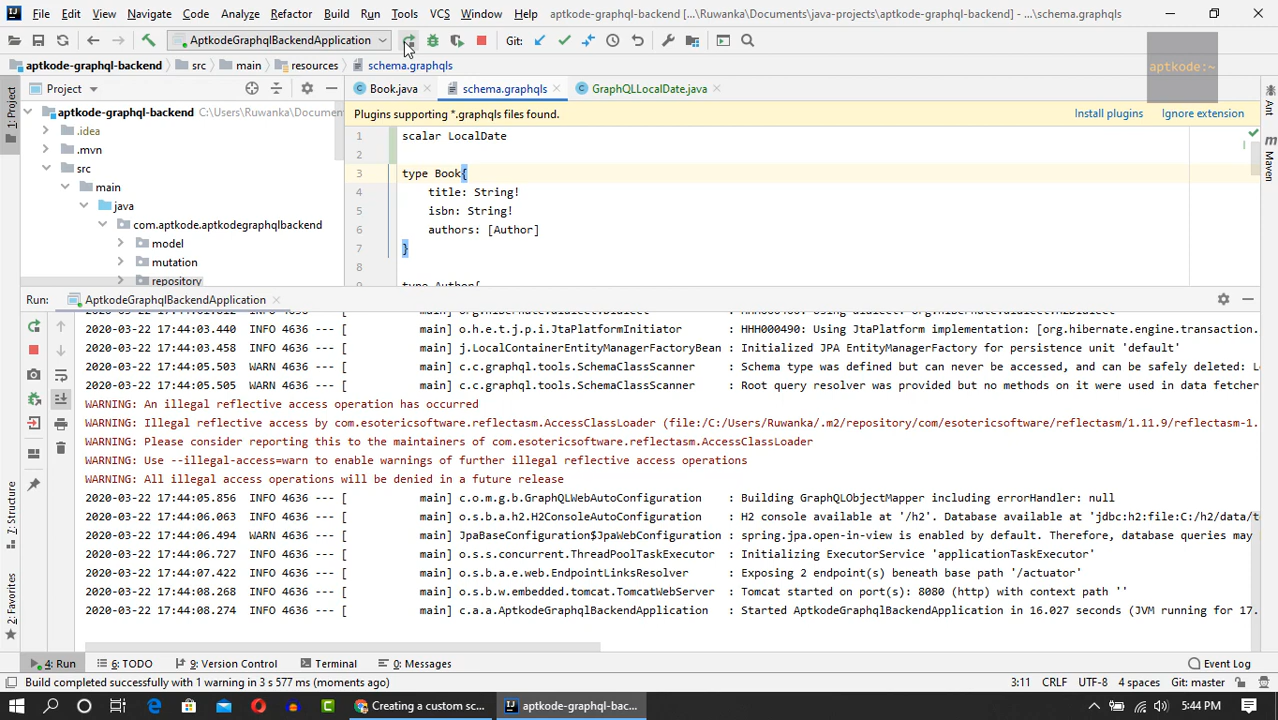 File Edit View Navigate Code Analyze Refactor Build Run Tools VCS Window Help aptkode-graphql-backend [...\Ruwanka\Documents\java-projects\aptkode-graphql-backend] - ...\schema.graphqls
AptkodeGraphqlBackendApplication Git:
aptkode-graphql-backend src main resources schema.graphqls
aptkode:~
1: Project
Project
Book.java schema.graphqls GraphQLLocalDate.java
Ant
Maven
aptkode-graphql-backend C:\Users\Ruwanka\Documents
.idea
.mvn
src
main
java
com.aptkode.aptkodegraphqlbackend
model
mutation
repository
Plugins supporting *.graphqls files found. Install plugins Ignore extension
1 scalar LocalDate
2
3 type Book{
4 title: String!
5 isbn: String!
6 authors: [Author]
7 }
8
9 type Author{
Run: AptkodeGraphqlBackendApplication
2020-03-22 17:44:03.440 INFO 4636 --- [ main] o.h.e.t.j.p.i.JtaPlatformInitiator : HHH000490: Using JtaPlatform implementation: [org.hibernate.engine.transaction.
2020-03-22 17:44:03.458 INFO 4636 --- [ main] j.LocalContainerEntityManagerFactoryBean : Initialized JPA EntityManagerFactory for persistence unit 'default'
2020-03-22 17:44:05.503 WARN 4636 --- [ main] c.c.graphql.tools.SchemaClassScanner : Schema type was defined but can never be accessed, and can be safely deleted: L
2020-03-22 17:44:05.505 WARN 4636 --- [ main] c.c.graphql.tools.SchemaClassScanner : Root query resolver was provided but no methods on it were used in data fetcher
WARNING: An illegal reflective access operation has occurred
WARNING: Illegal reflective access by com.esotericsoftware.reflectasm.AccessClassLoader (file:/C:/Users/Ruwanka/.m2/repository/com/esotericsoftware/reflectasm/1.11.9/reflectasm-1.
WARNING: Please consider reporting this to the maintainers of com.esotericsoftware.reflectasm.AccessClassLoader
WARNING: Use --illegal-access=warn to enable warnings of further illegal reflective access operations
WARNING: All illegal access operations will be denied in a future release
2020-03-22 17:44:05.856 INFO 4636 --- [ main] c.o.m.g.b.GraphQLWebAutoConfiguration : Building GraphQLObjectMapper including errorHandler: null
2020-03-22 17:44:06.063 INFO 4636 --- [ main] o.s.b.a.h2.H2ConsoleAutoConfiguration : H2 console available at '/h2'. Database available at 'jdbc:h2:file:C:/h2/data/t
2020-03-22 17:44:06.494 WARN 4636 --- [ main] JpaBaseConfiguration$JpaWebConfiguration : spring.jpa.open-in-view is enabled by default. Therefore, database queries may
2020-03-22 17:44:06.727 INFO 4636 --- [ main] o.s.s.concurrent.ThreadPoolTaskExecutor : Initializing ExecutorService 'applicationTaskExecutor'
2020-03-22 17:44:07.422 INFO 4636 --- [ main] o.s.b.a.e.web.EndpointLinksResolver : Exposing 2 endpoint(s) beneath base path '/actuator'
2020-03-22 17:44:08.268 INFO 4636 --- [ main] o.s.b.w.embedded.tomcat.TomcatWebServer : Tomcat started on port(s): 8080 (http) with context path ''
2020-03-22 17:44:08.274 INFO 4636 --- [ main] c.a.a.AptkodeGraphqlBackendApplication : Started AptkodeGraphqlBackendApplication in 16.027 seconds (JVM running for 17.
7: Structure
2: Favorites
4: Run 6: TODO 9: Version Control Terminal 0: Messages Event Log
Build completed successfully with 1 warning in 3 s 577 ms (moments ago) 3:11 CRLF UTF-8 4 spaces Git: master
Creating a custom sc... aptkode-graphql-bac... 5:44 PM